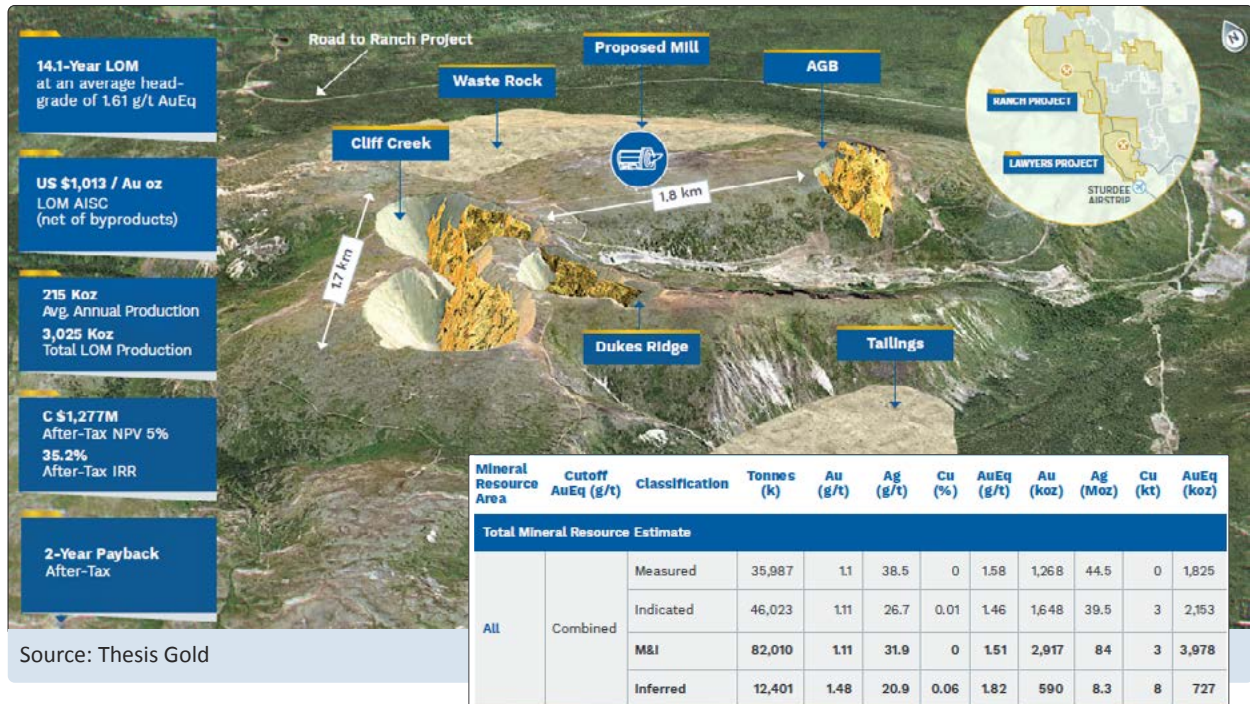 14.1-Year LOM
at an average head-
grade of 1.61 g/t AuEq
US $1,013 / Au oz
LOM AISC
(net of byproducts)
215 Koz
Avg. Annual Production
3,025 Koz
Total LOM Production
C $1,277M
After-Tax NPV 5%
35.2%
After-Tax IRR
2-Year Payback
After-Tax
Road to Ranch Project
Proposed Mill
AGB
Waste Rock
Cliff Creek
1.8 km
1.7 km
Dukes Ridge
Tailings
N
RANCH PROJECT
LAWYERS PROJECT
STURDEE
AIRSTRIP
Mineral Resource Area Cutoff AuEq (g/t) Classification Tonnes (k) Au (g/t) Ag (g/t) Cu (%) AuEq (g/t) Au (koz) Ag (Moz) Cu (kt) AuEq (koz)
Total Mineral Resource Estimate
All Combined
Measured 35,987 1.1 38.5 0 1.58 1,268 44.5 0 1,825
Indicated 46,023 1.11 26.7 0.01 1.46 1,648 39.5 3 2,153
M&I 82,010 1.11 31.9 0 1.51 2,917 84 3 3,978
Inferred 12,401 1.48 20.9 0.06 1.82 590 8.3 8 727
Source: Thesis Gold